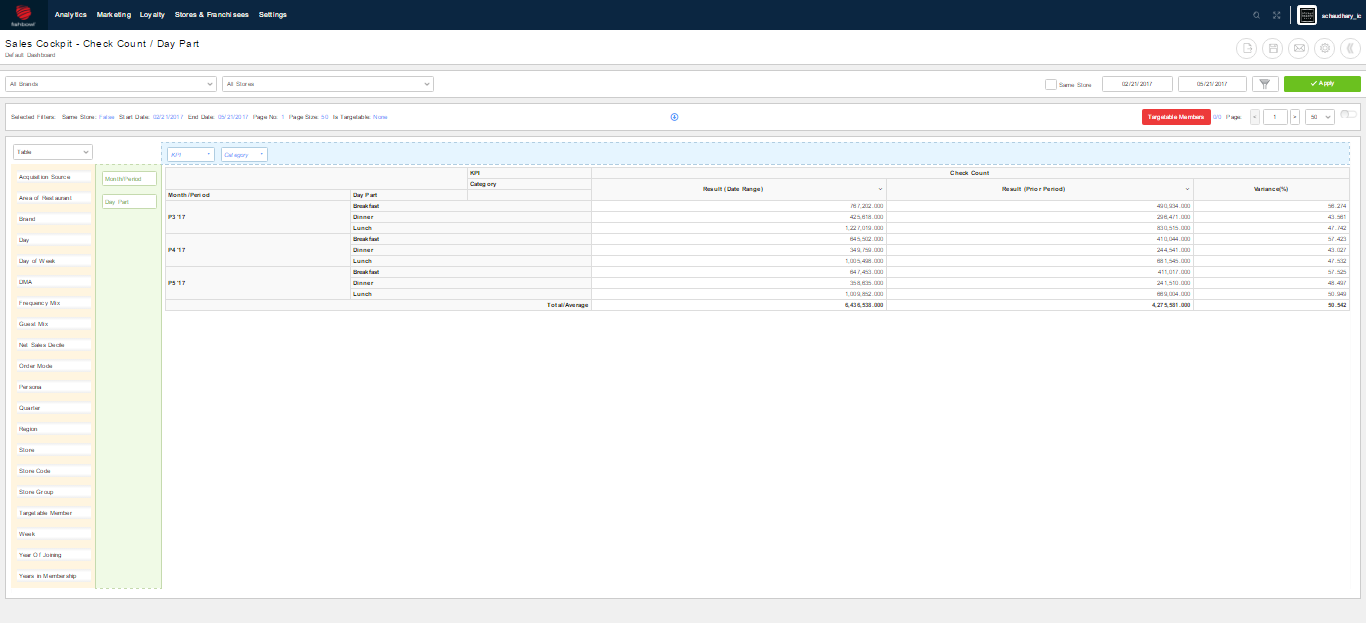 fishbowl Analytics Marketing Loyalty Stores & Franchisees Settings schaudhary_ic
Sales Cockpit - Check Count / Day Part
Default Dashboard
All Brands All Stores Same Store 02/21/2017 05/21/2017 Apply
Selected Filters: Same Store: False Start Date: 02/21/2017 End Date: 05/21/2017 Page No: 1 Page Size: 50 Is Targetable: None Targetable Members 0/0 Page: « 1 » 50
Table KPI Category
Acquisition Source
Area of Restaurant
Brand
Day
Day of Week
DMA
Frequency Mix
Guest Mix
Net Sales Decile
Order Mode
Persona
Quarter
Region
Store
Store Code
Store Group
Targetable Member
Week
Year Of Joining
Years in Membership
Month/Period
Day Part
KPI Check Count
Category Result (Date Range) Result (Prior Period) Variance(%)
Month/Period Day Part
P3 '17 Breakfast 767,202.000 490,934.000 56.274
Dinner 425,618.000 296,471.000 43.561
Lunch 1,227,019.000 830,515.000 47.742
P4 '17 Breakfast 645,502.000 410,044.000 57.423
Dinner 349,759.000 244,541.000 43.027
Lunch 1,005,498.000 681,545.000 47.532
P5 '17 Breakfast 647,453.000 411,017.000 57.525
Dinner 358,635.000 241,510.000 48.497
Lunch 1,009,852.000 669,004.000 50.949
Total/Average 6,436,538.000 4,275,581.000 50.542